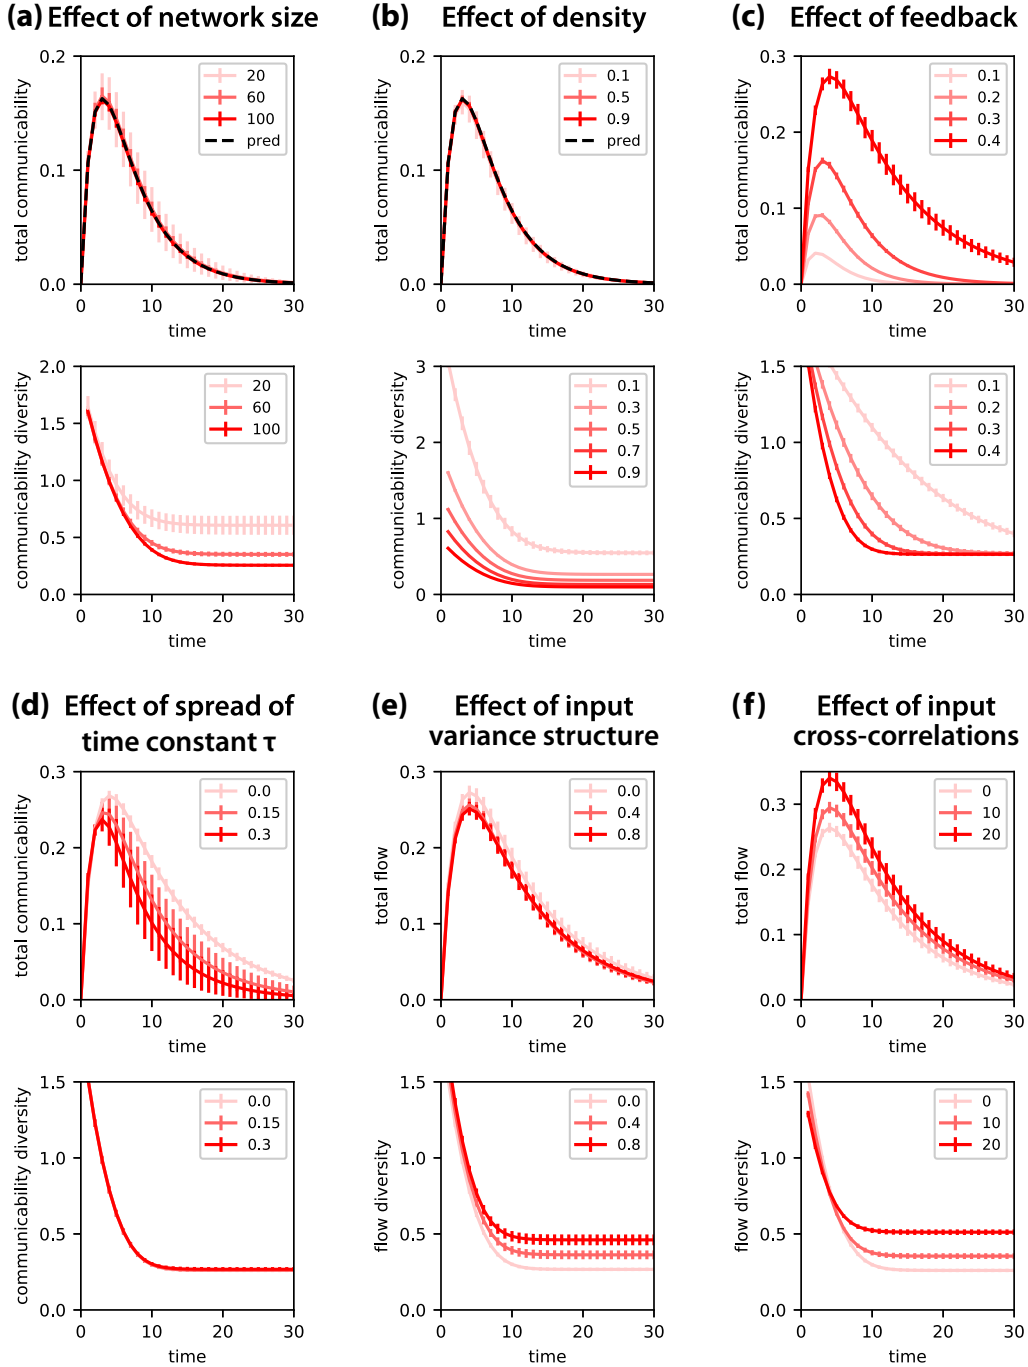 (a) Effect of network size
total communicability
0.2
0.1
0.0
20
60
100
pred
0 10 20 30
time
communicability diversity
2.0
1.5
1.0
0.5
0.0
20
60
100
0 10 20 30
time
(b) Effect of density
total communicability
0.2
0.1
0.0
0.1
0.5
0.9
pred
0 10 20 30
time
communicability diversity
3
2
1
0
0.1
0.3
0.5
0.7
0.9
0 10 20 30
time
(c) Effect of feedback
total communicability
0.3
0.2
0.1
0.0
0.1
0.2
0.3
0.4
0 10 20 30
time
communicability diversity
1.5
1.0
0.5
0.0
0.1
0.2
0.3
0.4
0 10 20 30
time
(d) Effect of spread of
time constant τ
total communicability
0.3
0.2
0.1
0.0
0.0
0.15
0.3
0 10 20 30
time
communicability diversity
1.5
1.0
0.5
0.0
0.0
0.15
0.3
0 10 20 30
time
(e) Effect of input
variance structure
total flow
0.3
0.2
0.1
0.0
0.0
0.4
0.8
0 10 20 30
time
flow diversity
1.5
1.0
0.5
0.0
0.0
0.4
0.8
0 10 20 30
time
(f) Effect of input
cross-correlations
total flow
0.3
0.2
0.1
0.0
0
10
20
0 10 20 30
time
flow diversity
1.5
1.0
0.5
0.0
0
10
20
0 10 20 30
time